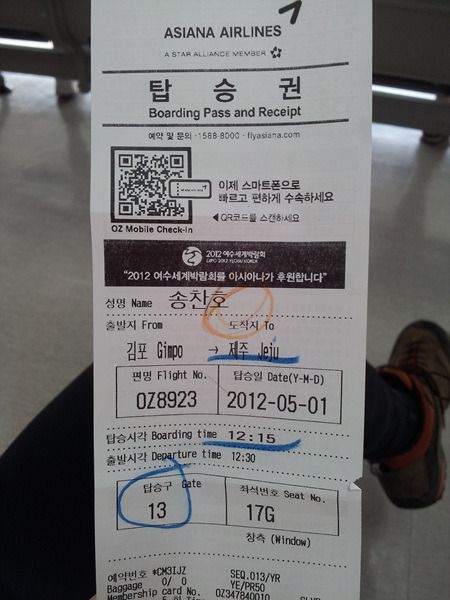 ASIANA AIRLINES
A STAR ALLIANCE MEMBER
탑 승 권
Boarding Pass and Receipt
예약 및 문의 · 1588-8000 · flyasiana.com
이제 스마트폰으로
빠르고 편하게 수속하세요
◀ QR코드를 스캔하세요
OZ Mobile Check-in
2012 여수세계박람회
EXPO 2012 YEOSU KOREA
"2012 여수세계박람회를 아시아나가 후원합니다"
성명 Name 송찬호
출발지 From 도착지 To
김포 Gimpo → 제주 Jeju
편명 Flight No. 탑승일 Date(Y-M-D)
OZ8923 2012-05-01
탑승시각 Boarding time 12:15
출발시각 Departure time 12:30
탑승구 Gate 좌석번호 Seat No.
13 17G
창측 (Window)
예약번호 *CM3IJZ SEQ.013/YR
Baggage 0/ 0 YE/PR50
Membership card No. OZ347840010